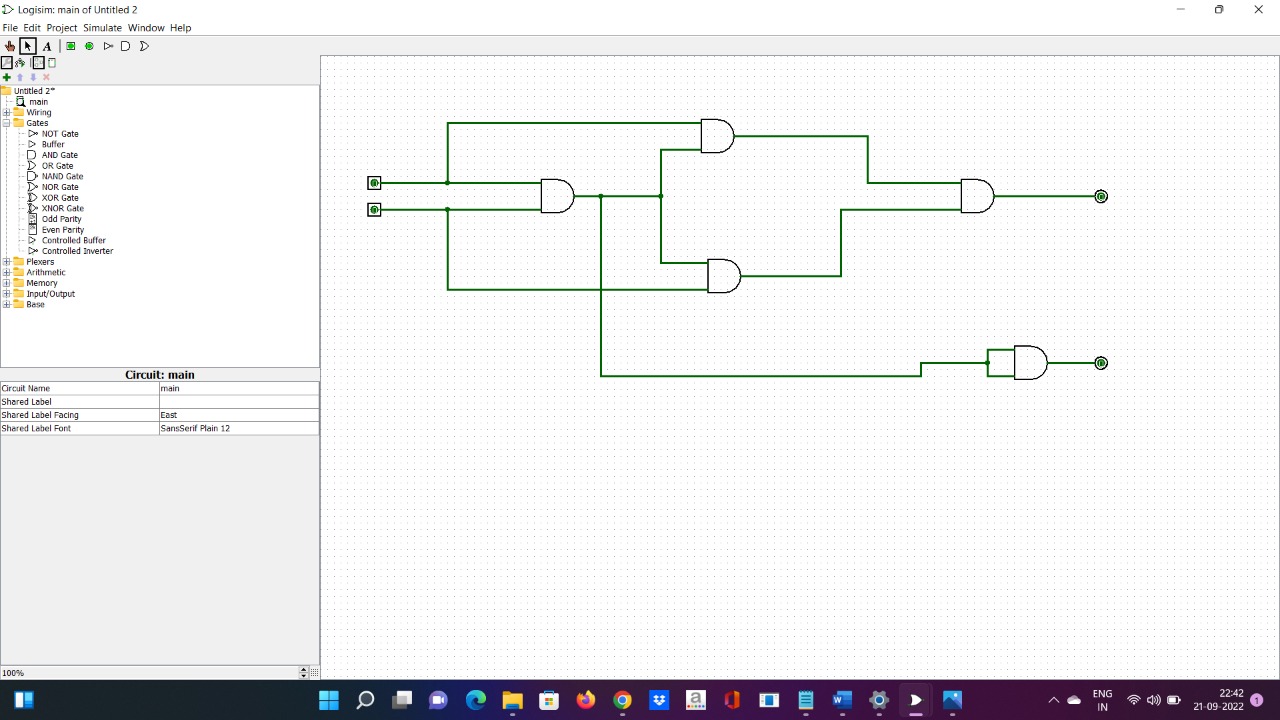 Logisim: main of Untitled 2
File Edit Project Simulate Window Help
A
Untitled 2*
main
Wiring
Gates
NOT Gate
Buffer
AND Gate
OR Gate
NAND Gate
NOR Gate
XOR Gate
XNOR Gate
Odd Parity
Even Parity
Controlled Buffer
Controlled Inverter
Plexers
Arithmetic
Memory
Input/Output
Base
Circuit: main
Circuit Name main
Shared Label
Shared Label Facing East
Shared Label Font SansSerif Plain 12
100%
ENG
IN
22:42
21-09-2022
1